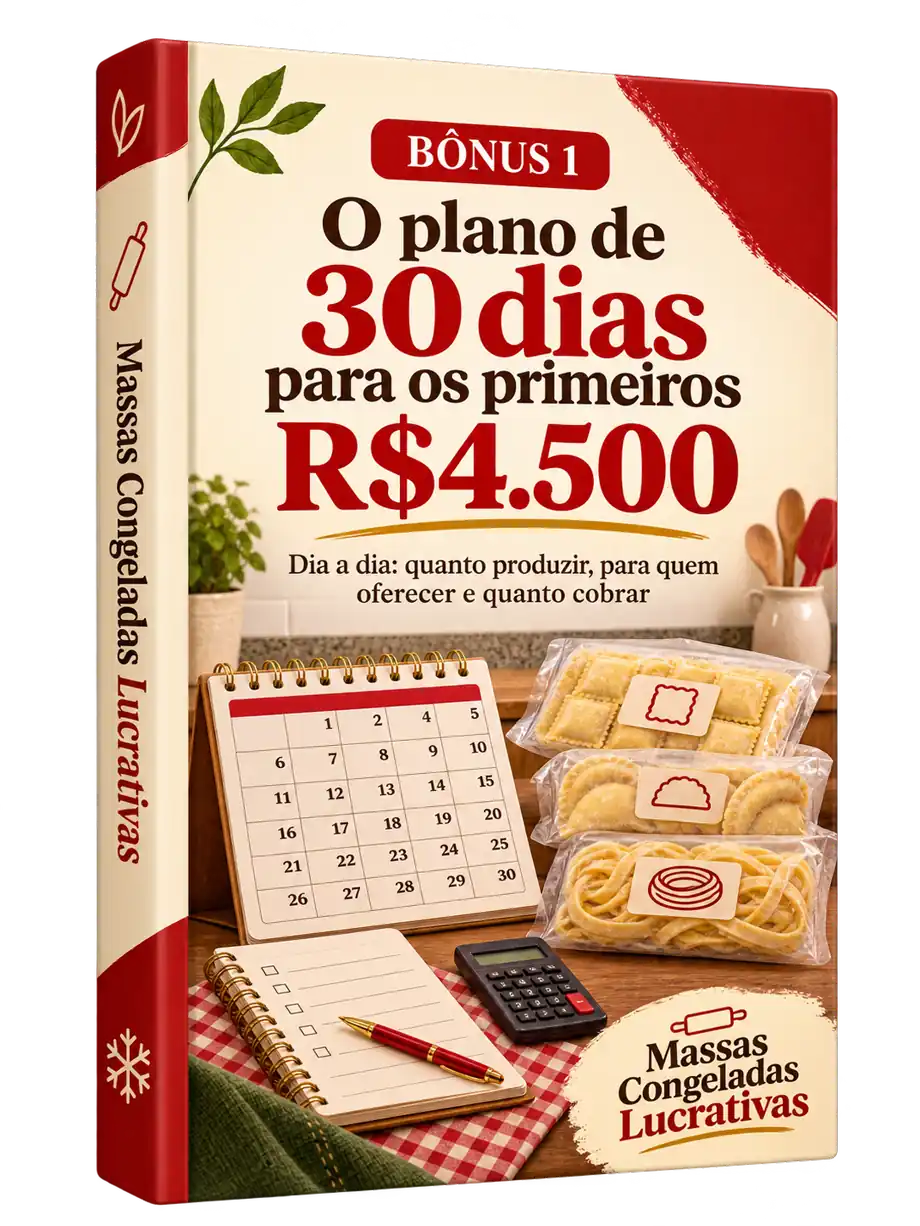 BÔNUS 1
O plano de
30 dias
para os primeiros
R$4.500
Dia a dia: quanto produzir, para quem
oferecer e quanto cobrar
Massas Congeladas Lucrativas
1 2 4 5
6 7 8 9 10
11 12 13 14 15
16 17 18 19 20
21 22 23 24 25
26 27 28 29 30
Massas
Congeladas
Lucrativas